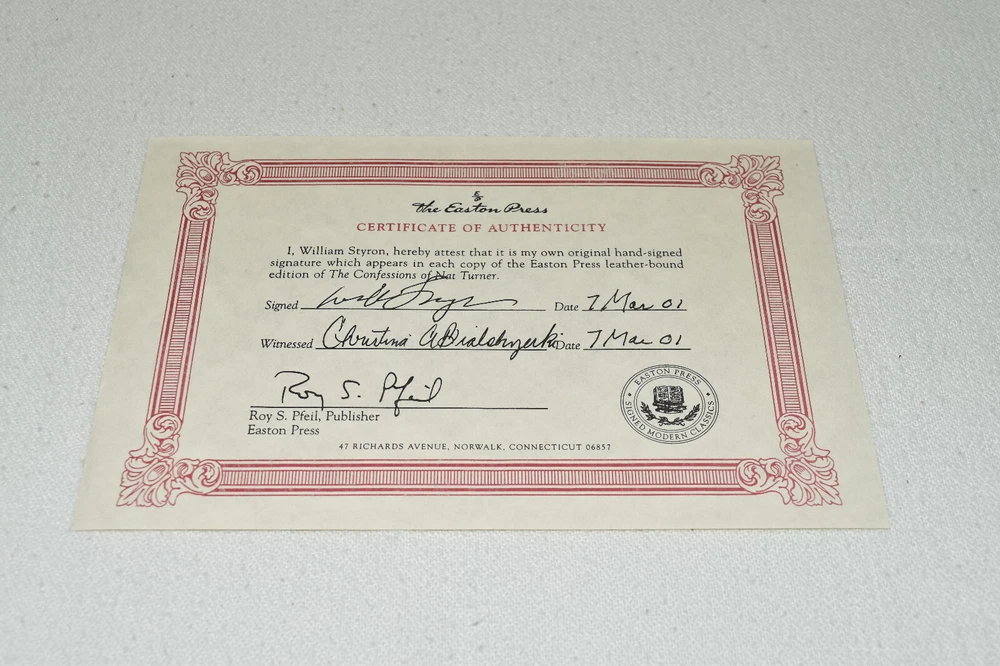 The Easton Press
CERTIFICATE OF AUTHENTICITY
I, William Styron, hereby attest that it is my own original hand-signed
signature which appears in each copy of the Easton Press leather-bound
edition of The Confessions of Nat Turner.
Signed Date 7 Mar 01
Witnessed Christina Date 7 Mar 01
Roy S. Pfeil
Roy S. Pfeil, Publisher
Easton Press
EASTON PRESS
SIGNED MODERN CLASSICS
47 RICHARDS AVENUE, NORWALK, CONNECTICUT 06857